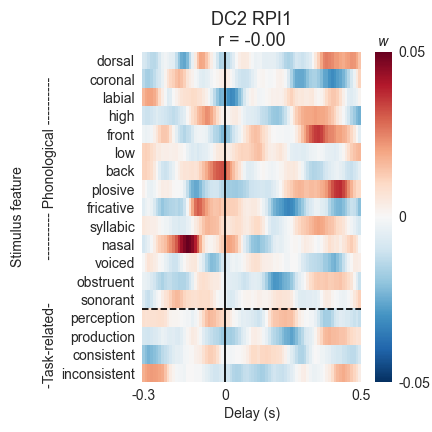 DC2 RPI1
r = -0.00
w
dorsal
coronal
labial
high
front
low
back
plosive
fricative
syllabic
nasal
voiced
obstruent
sonorant
perception
production
consistent
inconsistent
Stimulus feature
---------- Phonological ----------
-Task-related-
0.05
0
-0.05
-0.3
0
0.5
Delay (s)